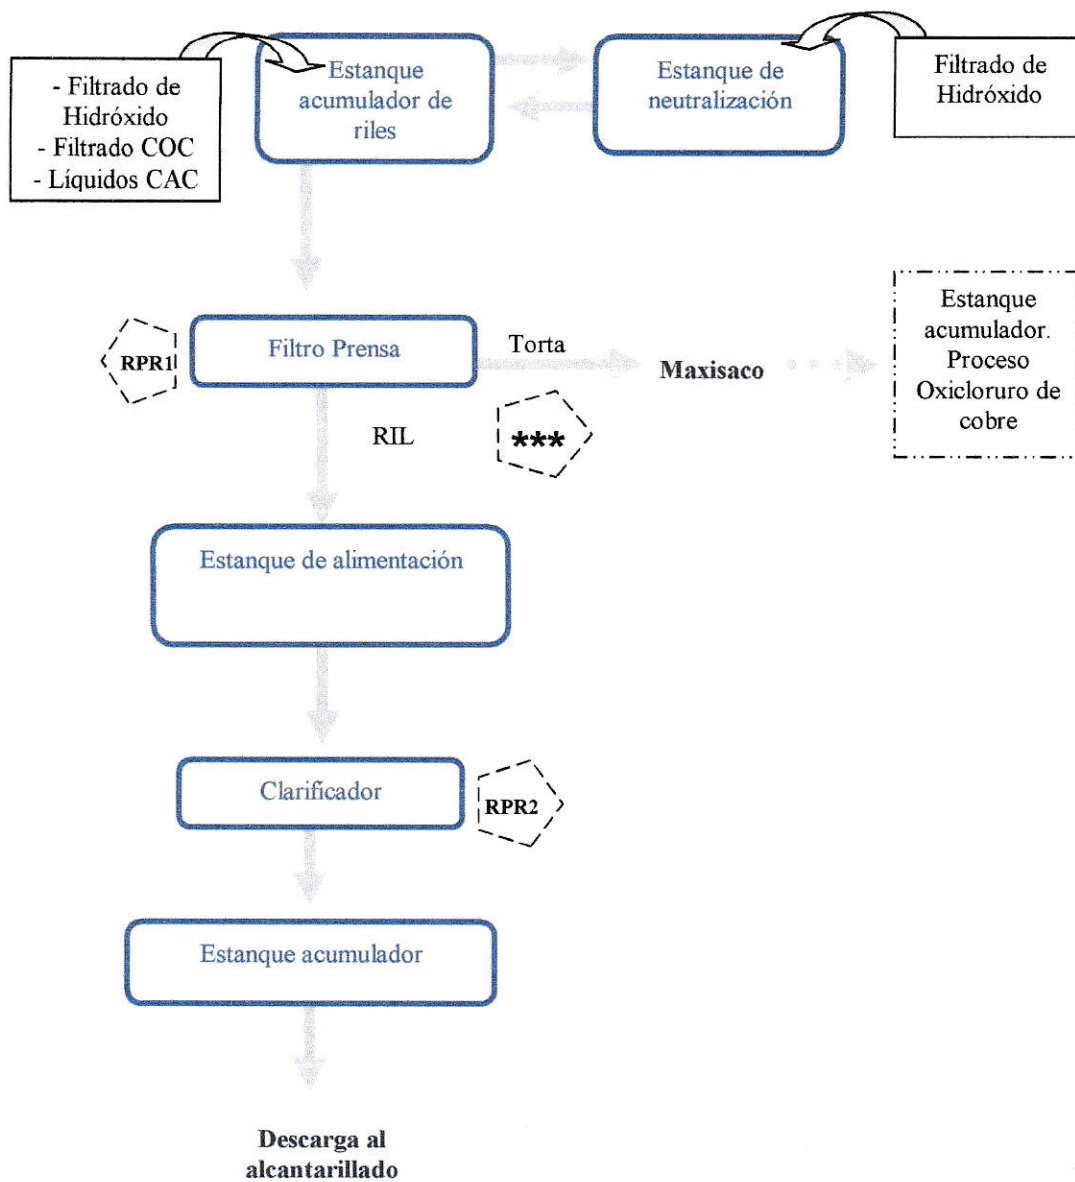 - Filtrado de
Hidróxido
- Filtrado COC
- Líquidos CAC
Estanque
acumulador de
riles
Estanque de
neutralización
Filtrado de
Hidróxido
RPR1
Filtro Prensa
Torta
Maxisaco
Estanque
acumulador.
Proceso
Oxicloruro de
cobre
RIL
***
Estanque de alimentación
Clarificador
RPR2
Estanque acumulador
Descarga al
alcantarillado